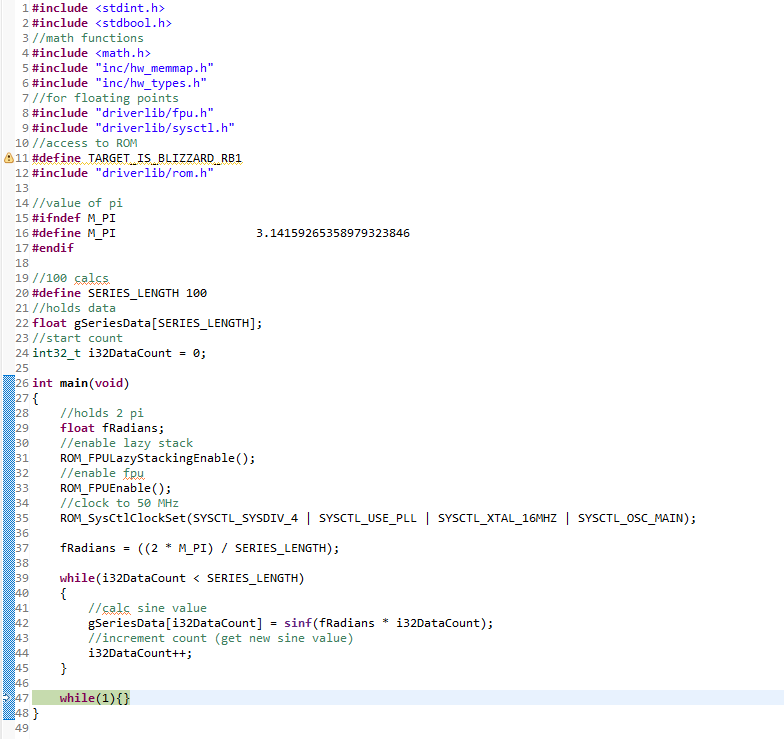 1 #include <stdint.h>
2 #include <stdbool.h>
3 //math functions
4 #include <math.h>
5 #include "inc/hw_memmap.h"
6 #include "inc/hw_types.h"
7 //for floating points
8 #include "driverlib/fpu.h"
9 #include "driverlib/sysctl.h"
10 //access to ROM
11 #define TARGET_IS_BLIZZARD_RB1
12 #include "driverlib/rom.h"
13
14 //value of pi
15 #ifndef M_PI
16 #define M_PI                    3.14159265358979323846
17 #endif
18
19 //100 calcs
20 #define SERIES_LENGTH 100
21 //holds data
22 float gSeriesData[SERIES_LENGTH];
23 //start count
24 int32_t i32DataCount = 0;
25
26 int main(void)
27 {
28     //holds 2 pi
29     float fRadians;
30     //enable lazy stack
31     ROM_FPULazyStackingEnable();
32     //enable fpu
33     ROM_FPUEnable();
34     //clock to 50 MHz
35     ROM_SysCtlClockSet(SYSCTL_SYSDIV_4 | SYSCTL_USE_PLL | SYSCTL_XTAL_16MHZ | SYSCTL_OSC_MAIN);
36
37     fRadians = ((2 * M_PI) / SERIES_LENGTH);
38
39     while(i32DataCount < SERIES_LENGTH)
40     {
41         //calc sine value
42         gSeriesData[i32DataCount] = sinf(fRadians * i32DataCount);
43         //increment count (get new sine value)
44         i32DataCount++;
45     }
46
47     while(1){}
48 }
49